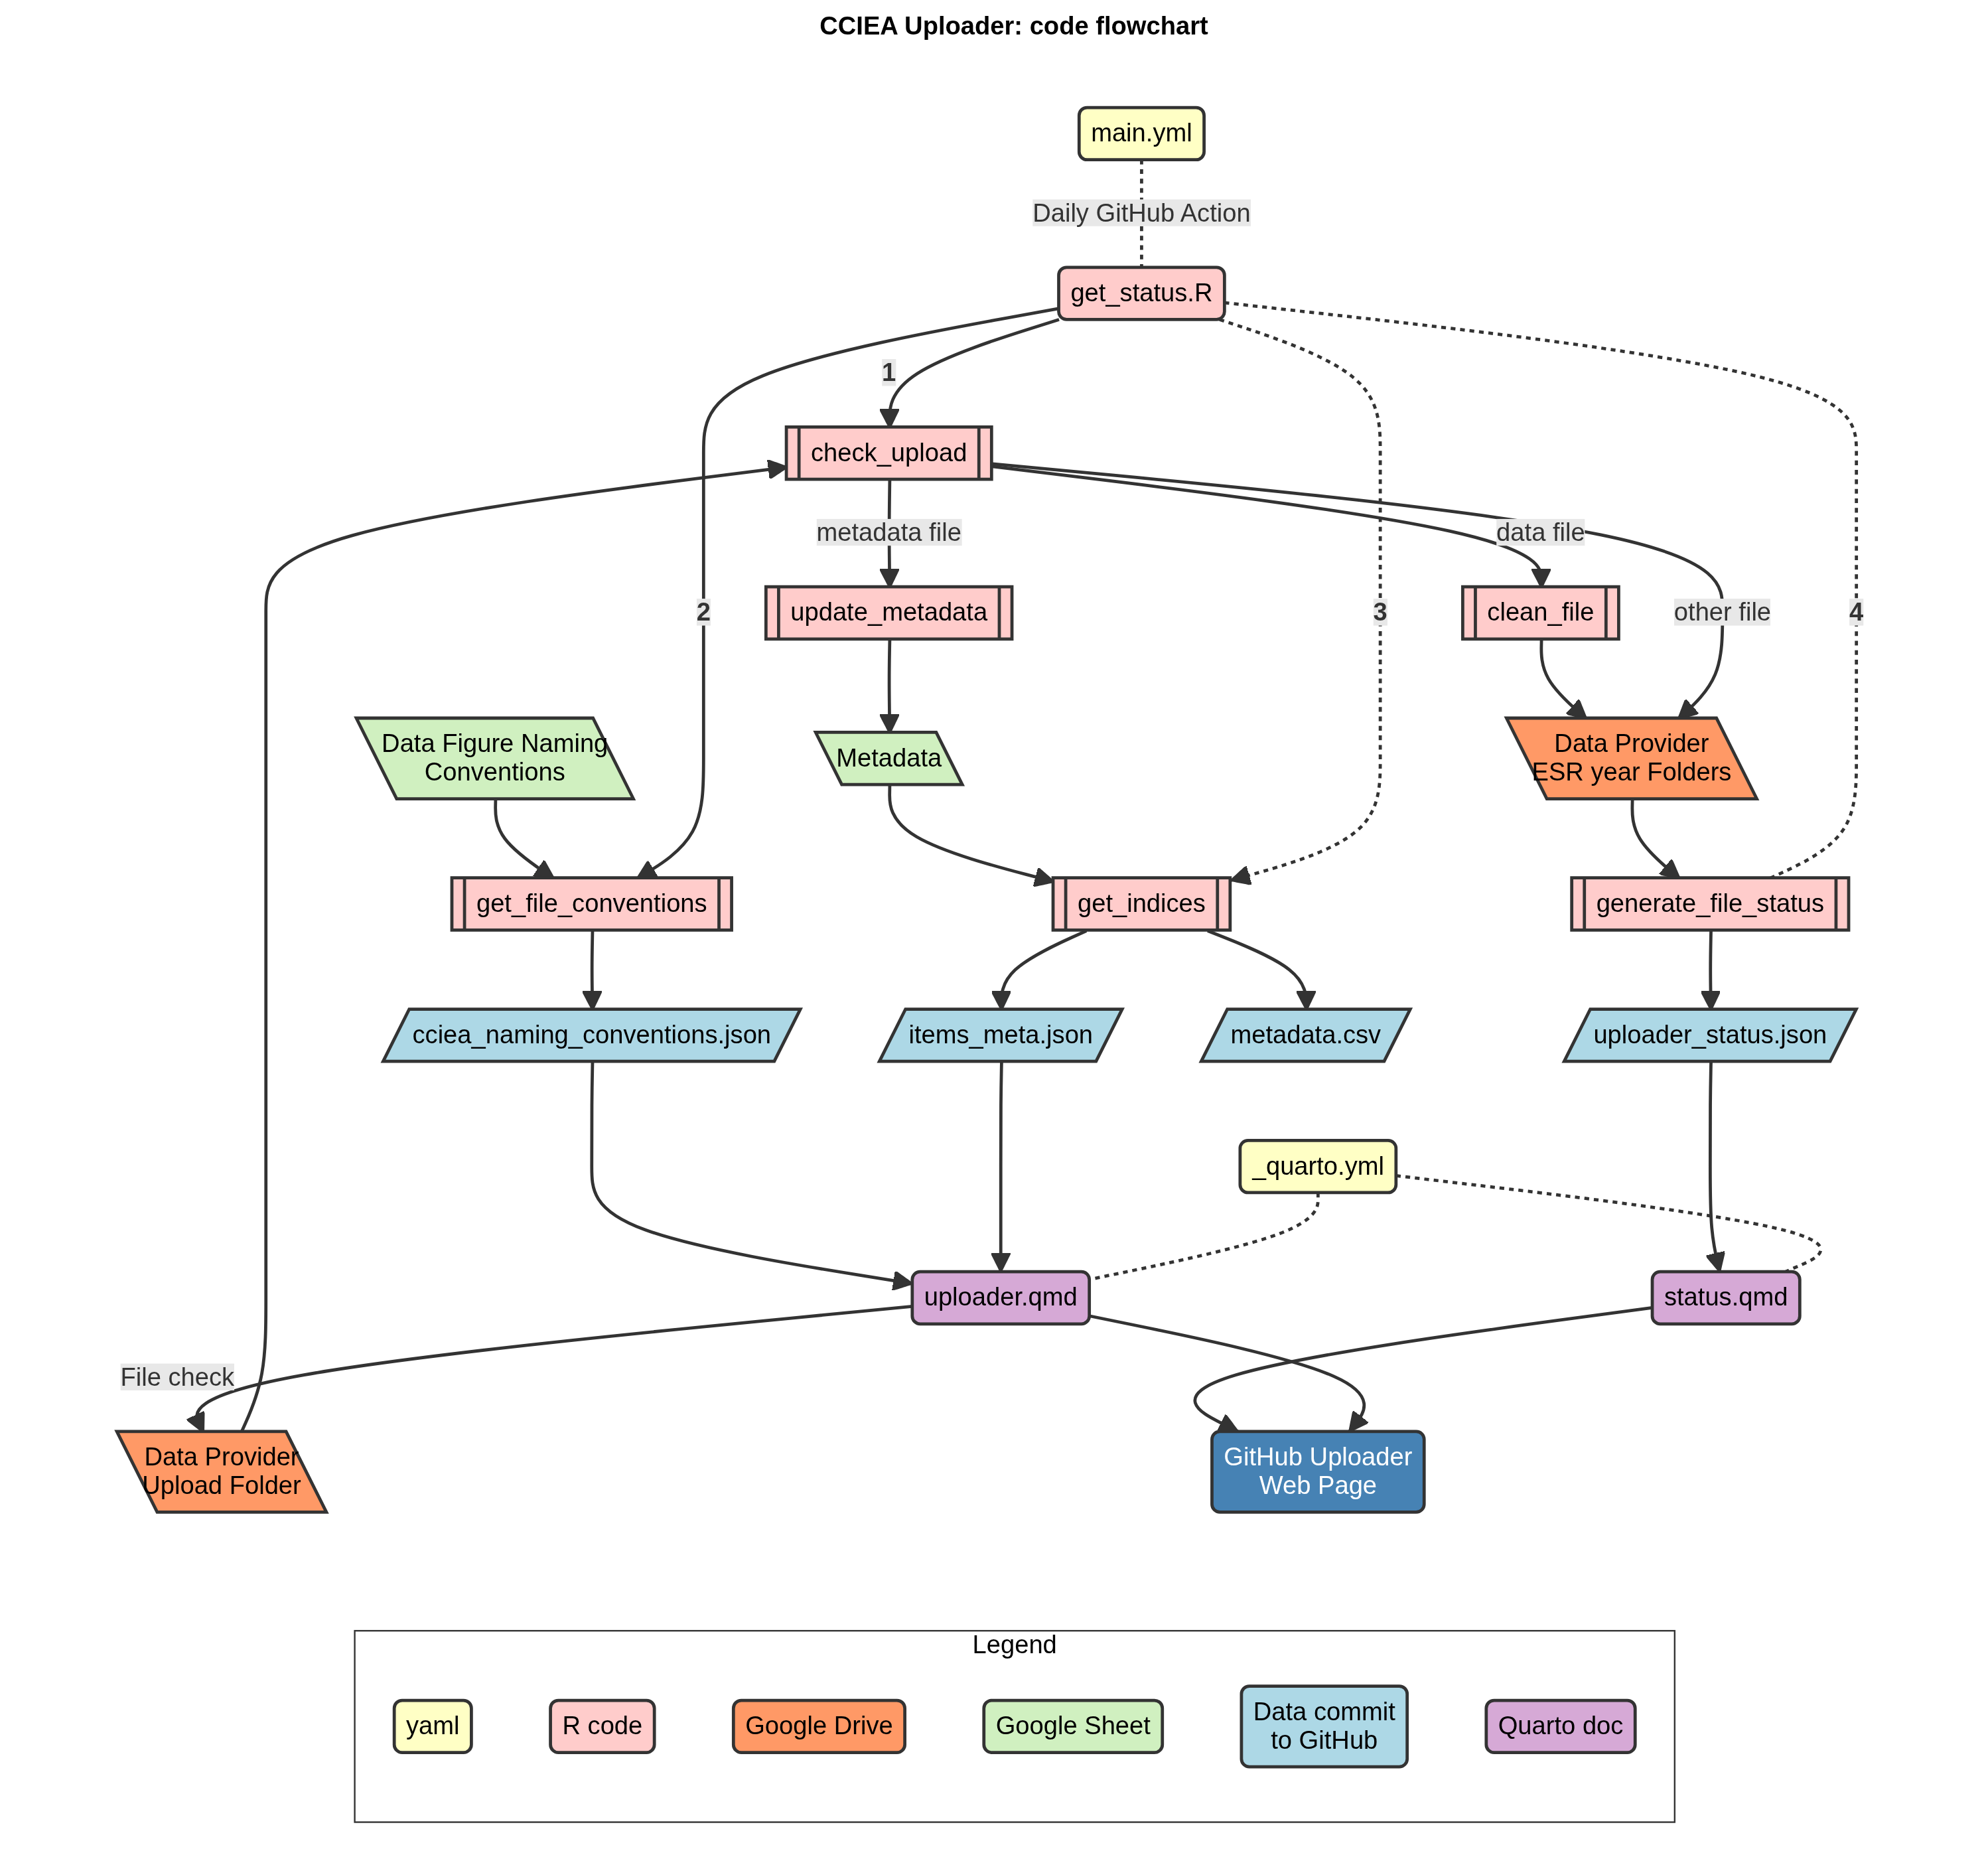 CCIEA Uploader: code flowchart
main.yml
Daily GitHub Action
get_status.R
1
check_upload
metadata file
data file
2
update_metadata
3
clean_file
other file
4
Data Figure Naming
Conventions
Metadata
Data Provider
ESR year Folders
get_file_conventions
get_indices
generate_file_status
cciea_naming_conventions.json
items_meta.json
metadata.csv
uploader_status.json
_quarto.yml
uploader.qmd
status.qmd
File check
Data Provider
Upload Folder
GitHub Uploader
Web Page
Legend
yaml
R code
Google Drive
Google Sheet
Data commit
to GitHub
Quarto doc